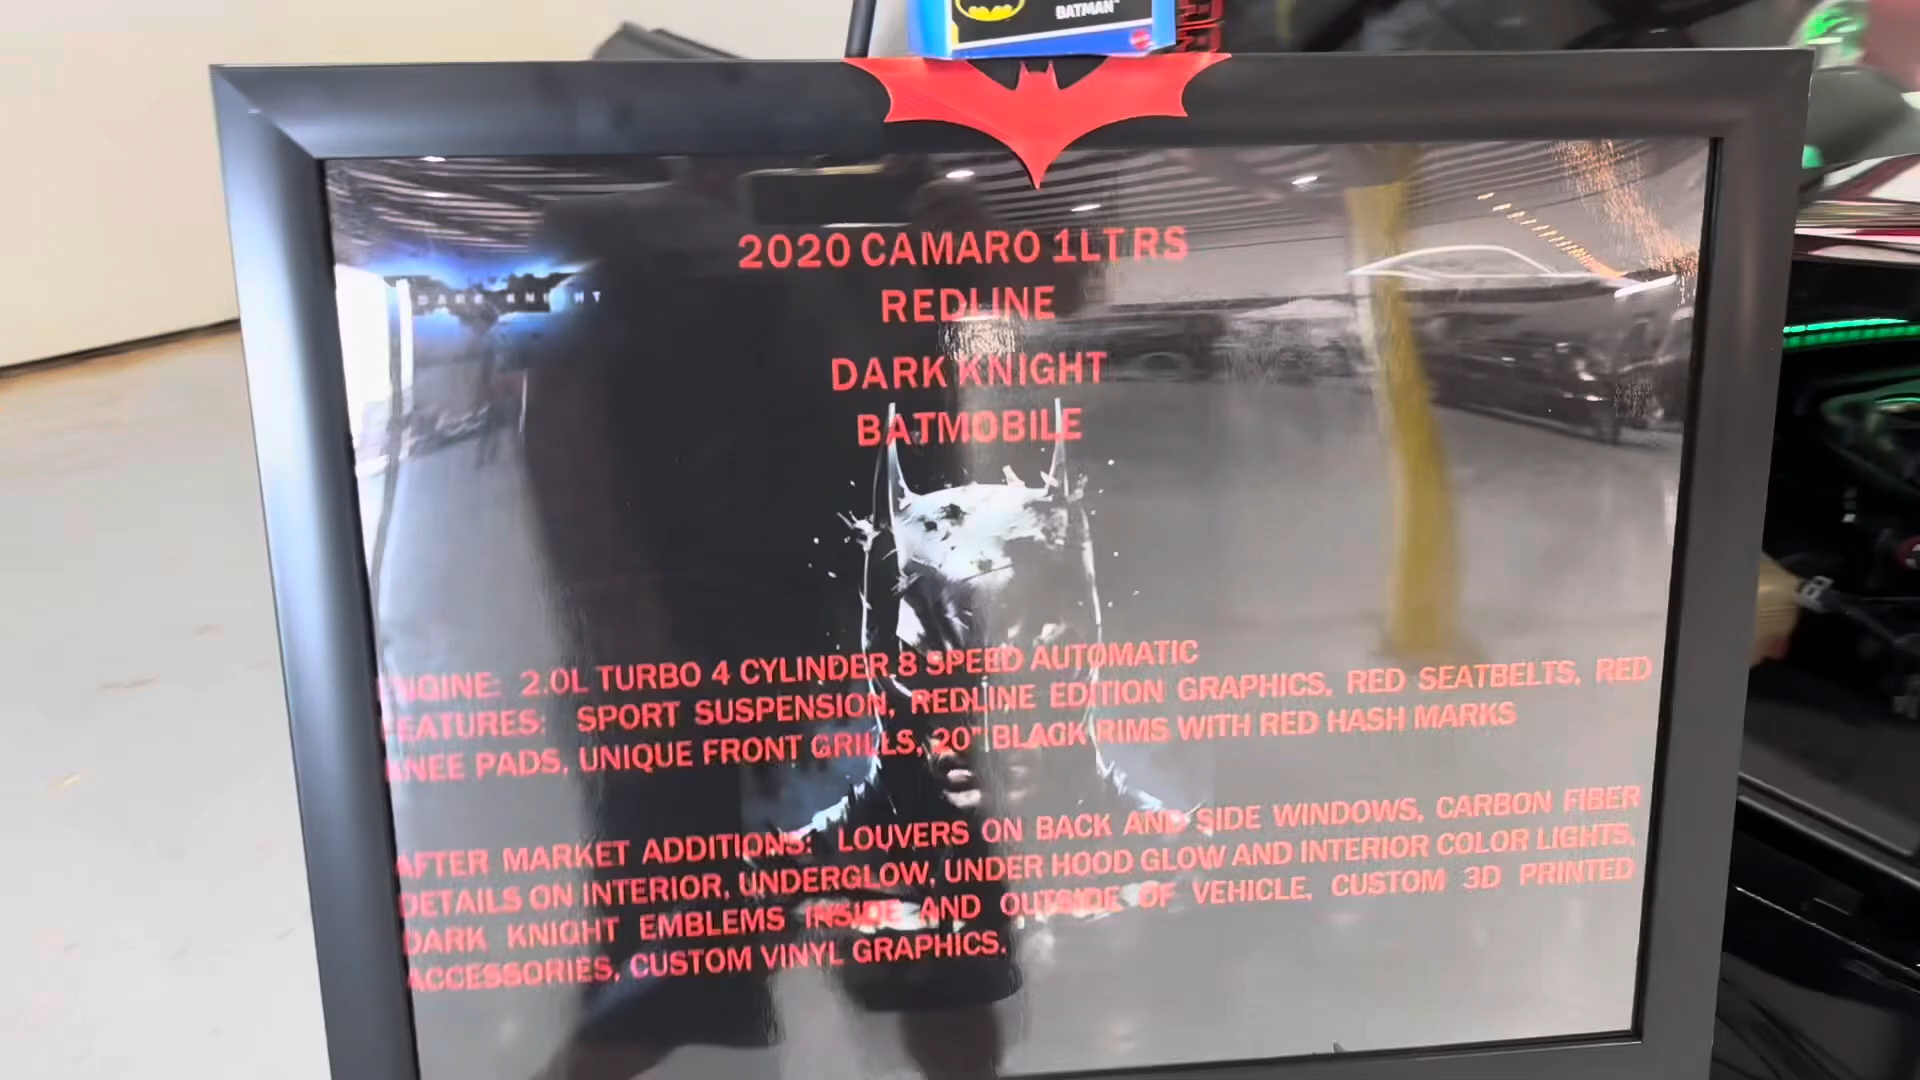 BATMAN
2020 CAMARO 1LT RS
REDLINE
DARK KNIGHT
DARK KNIGHT
BATMOBILE
ENGINE: 2.0L TURBO 4 CYLINDER 8 SPEED AUTOMATIC
FEATURES: SPORT SUSPENSION, REDLINE EDITION GRAPHICS, RED SEATBELTS, RED
KNEE PADS, UNIQUE FRONT GRILLS, 20" BLACK RIMS WITH RED HASH MARKS
AFTER MARKET ADDITIONS: LOUVERS ON BACK AND SIDE WINDOWS, CARBON FIBER
DETAILS ON INTERIOR, UNDERGLOW, UNDER HOOD GLOW AND INTERIOR COLOR LIGHTS,
DARK KNIGHT EMBLEMS INSIDE AND OUTSIDE OF VEHICLE, CUSTOM 3D PRINTED
ACCESSORIES, CUSTOM VINYL GRAPHICS.